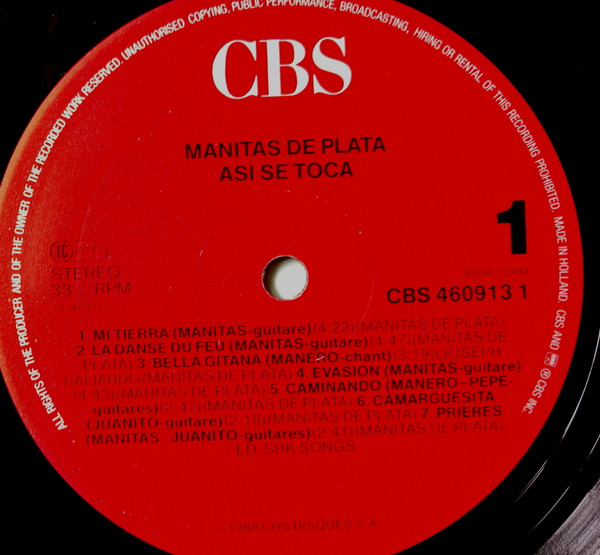 ALL RIGHTS OF THE PRODUCER AND OF THE OWNER OF THE RECORDED WORK RESERVED. UNAUTHORISED COPYING, PUBLIC PERFORMANCE, BROADCASTING, HIRING OR RENTAL OF THIS RECORDING PROHIBITED. MADE IN HOLLAND. CBS AND ℗ CBS INC.
CBS
MANITAS DE PLATA
ASI SE TOCA
1
STEREO
33 RPM
BIEM/
CBS 460913 1
1. MI TIERRA (MANITAS-guitare)(4:22)(MANITAS DE PLATA)
2. LA DANSE DU FEU (MANITAS-guitare)(4:47)(MANITAS DE
PLATA) 3. BELLA GITANA (MANERO-chant)(3:19)(JOSEPH
GALIARDO/MANITAS DE PLATA) 4. EVASION (MANITAS-guitare)
(4:43)(MANITAS DE PLATA) 5. CAMINANDO (MANERO-PEPE-
guitares)(2:47)(MANITAS DE PLATA) 6. CAMARGUESITA
(JUANITO-guitare)(2:18)(MANITAS DE PLATA) 7. PRIERES
(MANITAS JUANITO-guitares)(2:41)(MANITAS DE PLATA)
ED: SBK SONGS
1988 CBS DISQUES S.A.